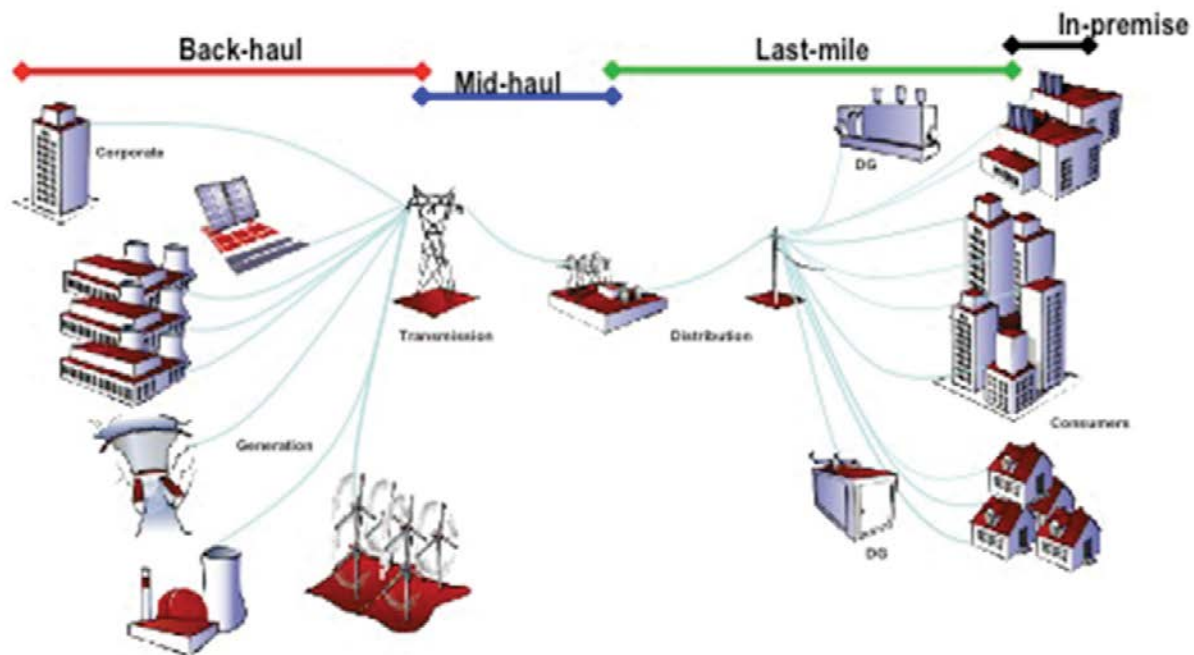 In-premise
Back-haul
Last-mile
Mid-haul
Corporate
DG
Transmission
Distribution
Generation
Consumers
DG